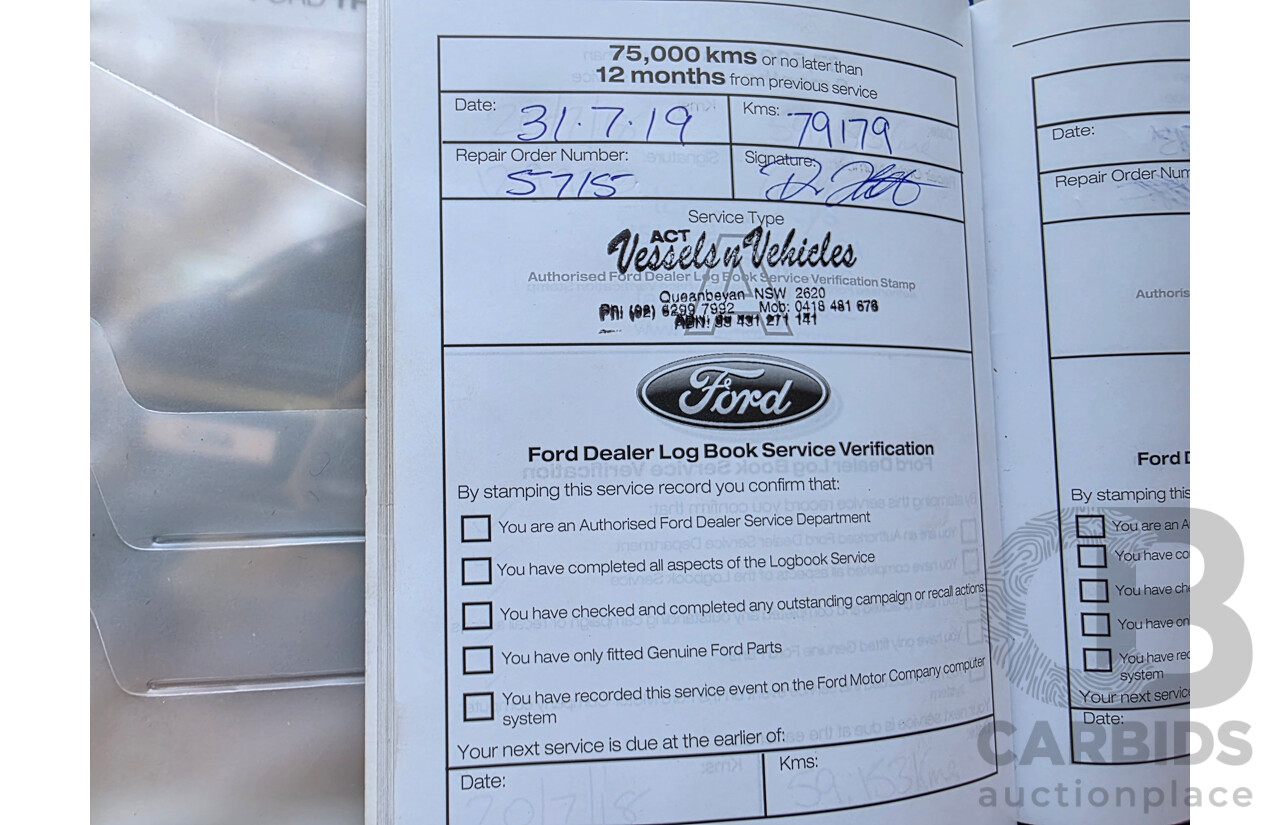 75,000 kms or no later than
12 months from previous service
Date: 31.7.19 Kms: 79179
Repair Order Number: 5715 Signature:
Service Type
ACT
Vessels n Vehicles
Authorised Ford Dealer Log Book Service Verification Stamp
A
Queanbeyan NSW 2620
Ph: (02) 6299 7992 Mob: 0418 481 678
Ford
Ford Dealer Log Book Service Verification
By stamping this service record you confirm that:
You are an Authorised Ford Dealer Service Department
You have completed all aspects of the Logbook Service
You have checked and completed any outstanding campaign or recall actions
You have only fitted Genuine Ford Parts
You have recorded this service event on the Ford Motor Company computer
system
Your next service is due at the earlier of:
Date: Kms:
Date:
Repair Order Num
Authoris
Ford D
By stamping this
You are an A
You have co
You have che
You have on
You have rec
system
Your next service
Date:
CB
CARBIDS
auctionplace